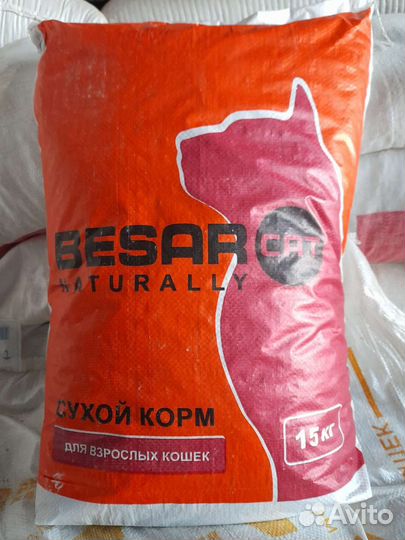 BESAR CAT
NATURALLY
СУХОЙ КОРМ
ДЛЯ ВЗРОСЛЫХ КОШЕК
15 КГ
Avito